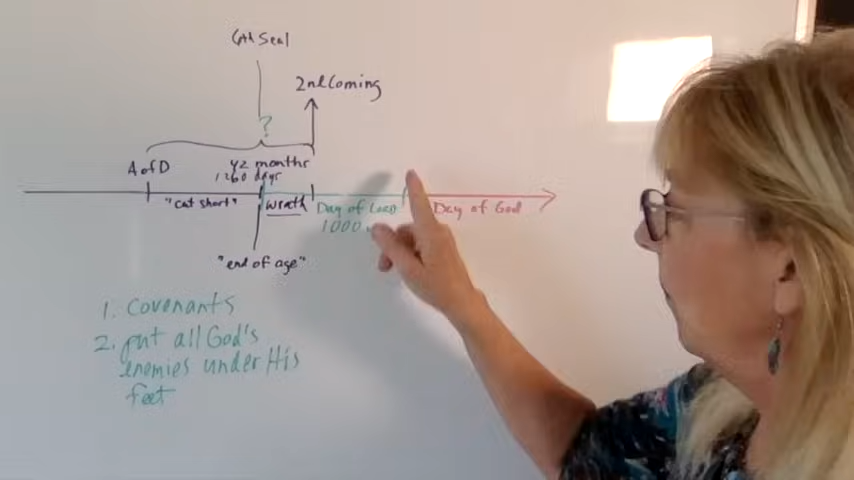 6th Seal
2nd Coming
?
A of D
42 months
1260 days
"cut short"
wrath
Day of Lord
Day of God
1000
"end of age"
1. Covenants
2. put all God's
enemies under His
feet